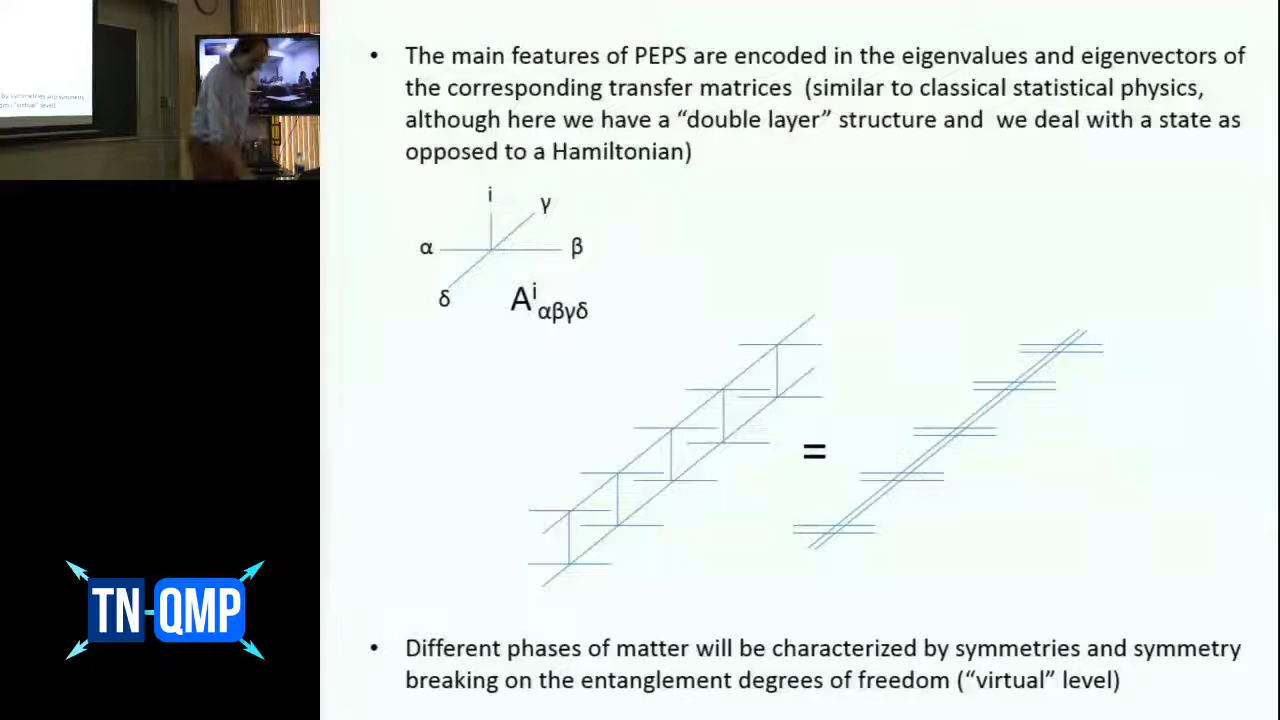 • The main features of PEPS are encoded in the eigenvalues and eigenvectors of
the corresponding transfer matrices (similar to classical statistical physics,
although here we have a “double layer” structure and we deal with a state as
opposed to a Hamiltonian)
i
γ
α
β
δ
Aⁱαβγδ
=
TN-QMP
• Different phases of matter will be characterized by symmetries and symmetry
breaking on the entanglement degrees of freedom (“virtual” level)